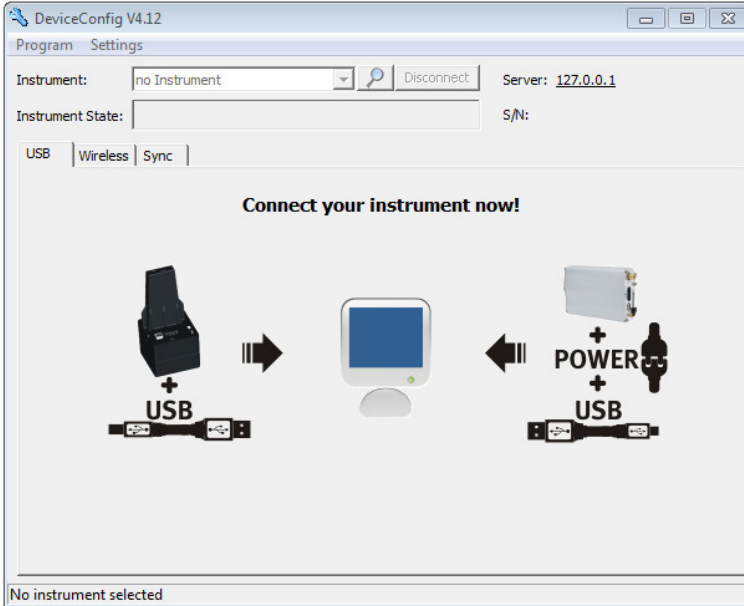 DeviceConfig V4.12
Program Settings
Instrument: no Instrument Disconnect Server: 127.0.0.1
Instrument State: S/N:
USB Wireless Sync
Connect your instrument now!
+
POWER
+ +
USB USB
No instrument selected